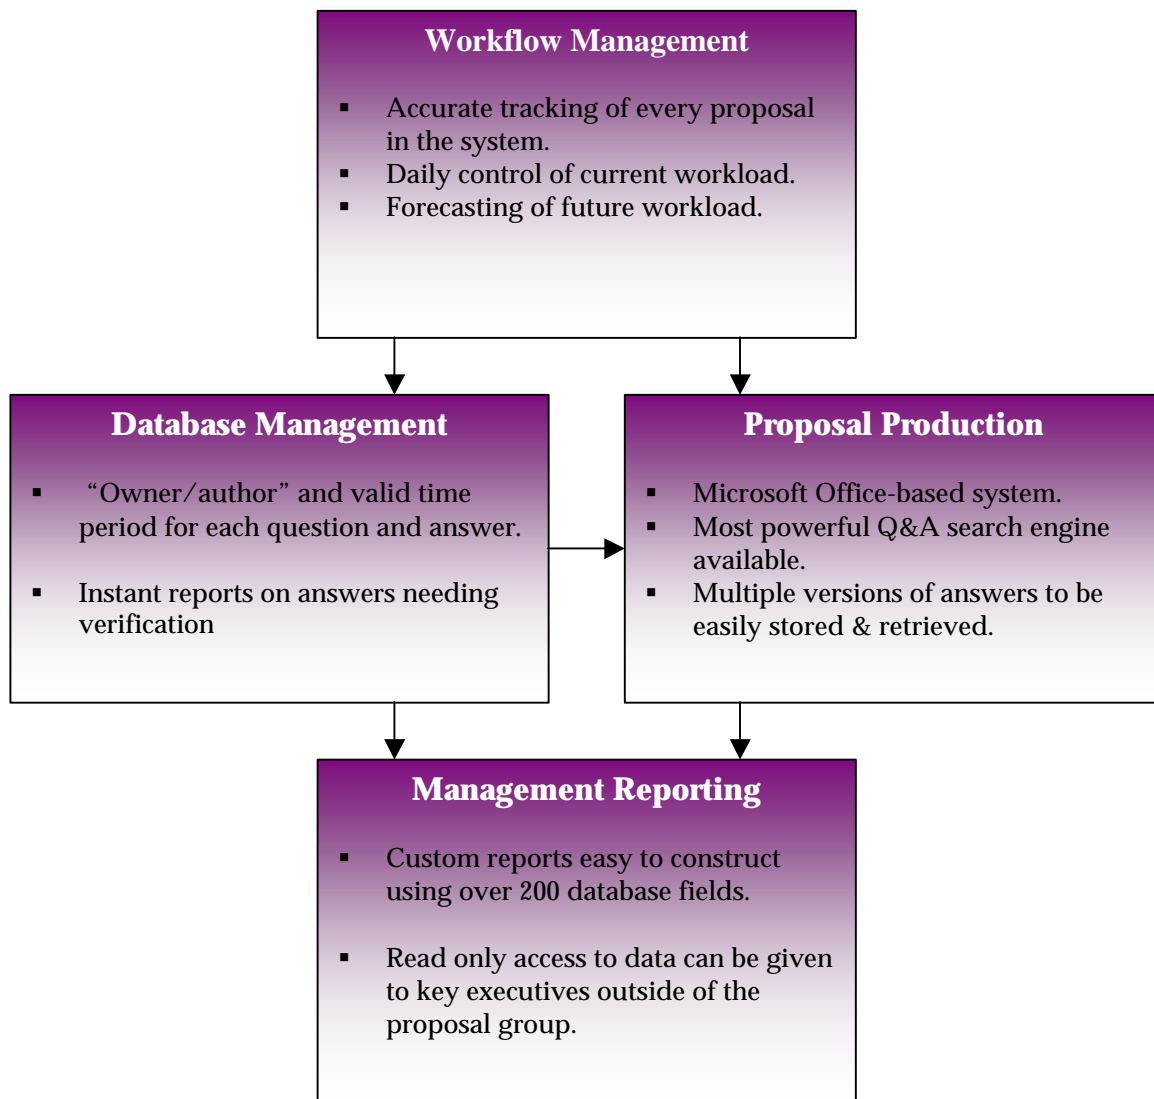 Workflow Management
▪ Accurate tracking of every proposal
in the system.
▪ Daily control of current workload.
▪ Forecasting of future workload.
Database Management
▪ “Owner/author” and valid time
period for each question and answer.
▪ Instant reports on answers needing
verification
Proposal Production
▪ Microsoft Office-based system.
▪ Most powerful Q&A search engine
available.
▪ Multiple versions of answers to be
easily stored & retrieved.
Management Reporting
▪ Custom reports easy to construct
using over 200 database fields.
▪ Read only access to data can be given
to key executives outside of the
proposal group.